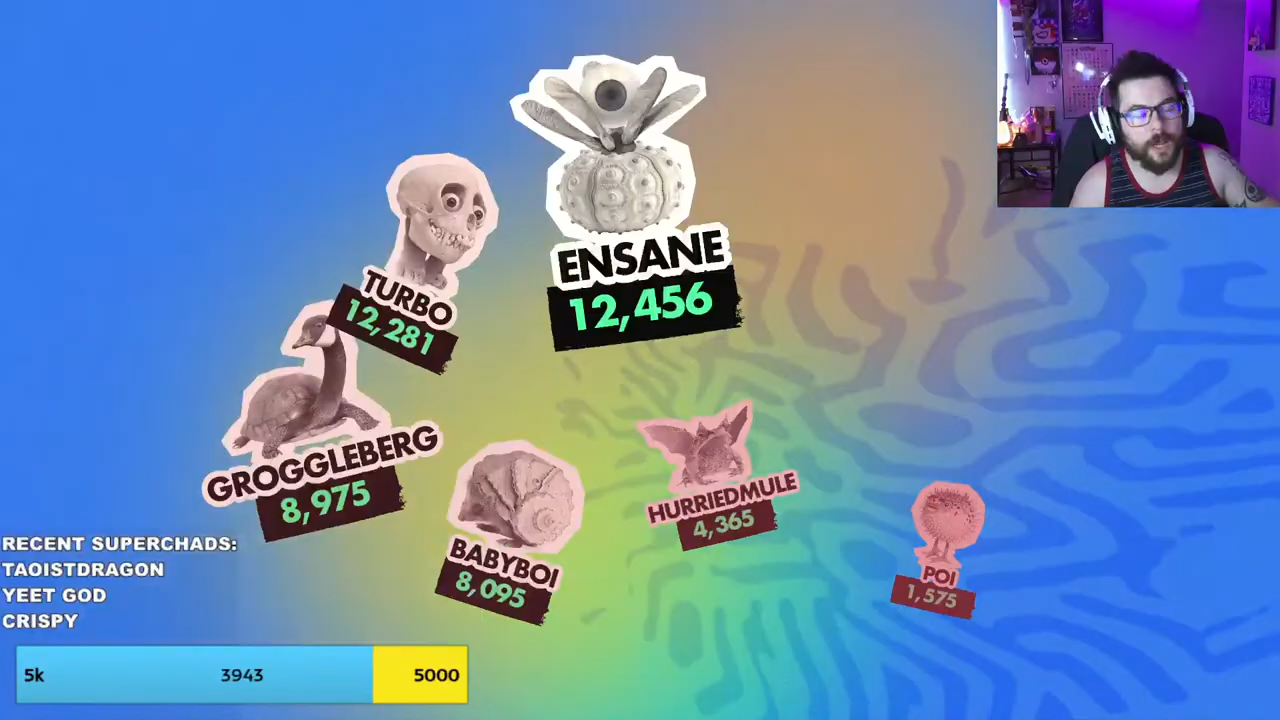 ENSANE
12,456
TURBO
12,281
GROGGLEBERG
8,975
BABYBOI
8,095
HURRIEDMULE
4,365
POI
1,575
RECENT SUPERCHADS:
TAOISTDRAGON
YEET GOD
CRISPY
5k 3943 5000